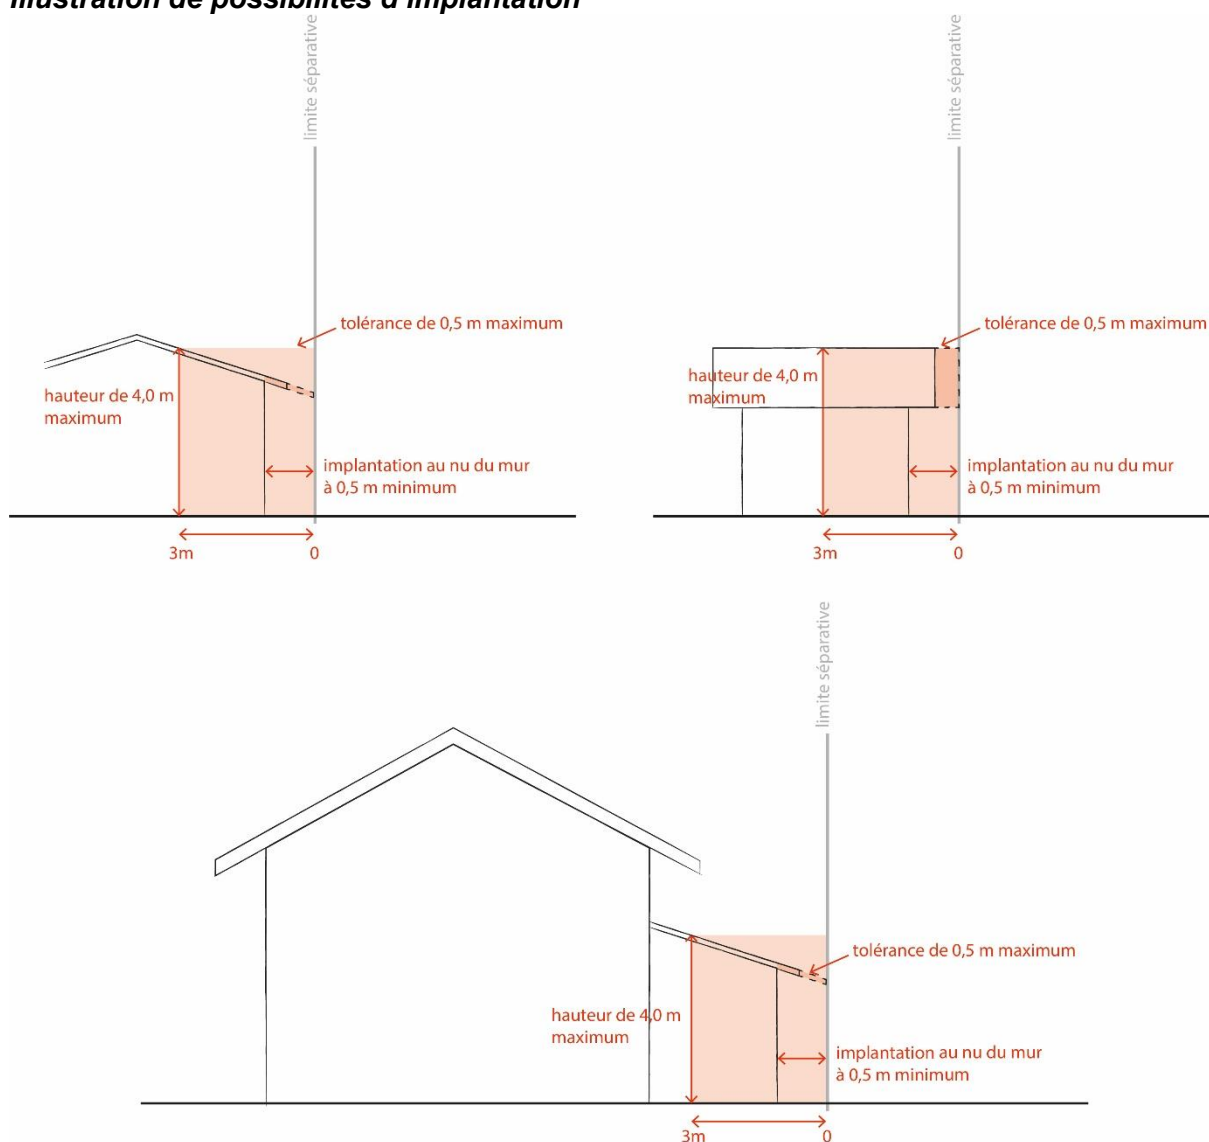 Illustration de possibilités d'implantation
limite séparative
tolérance de 0,5 m maximum
hauteur de 4,0 m
maximum
implantation au nu du mur
à 0,5 m minimum
3m
0
limite séparative
tolérance de 0,5 m maximum
hauteur de 4,0 m
maximum
implantation au nu du mur
à 0,5 m minimum
3m
0
limite séparative
tolérance de 0,5 m maximum
hauteur de 4,0 m
maximum
implantation au nu du mur
à 0,5 m minimum
3m
0